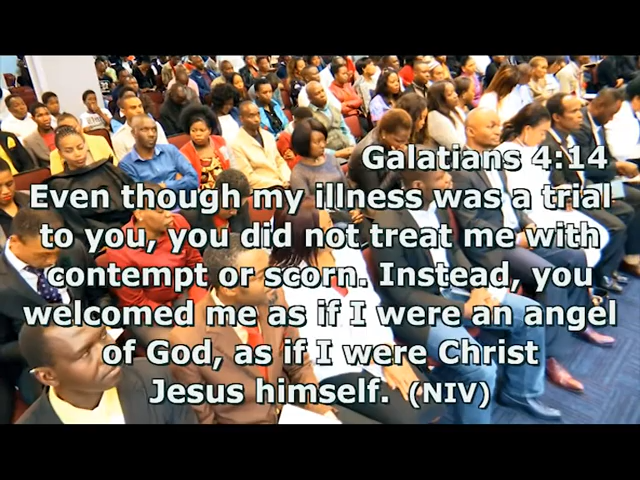 Galatians 4:14
Even though my illness was a trial
to you, you did not treat me with
contempt or scorn. Instead, you
welcomed me as if I were an angel
of God, as if I were Christ
Jesus himself. (NIV)